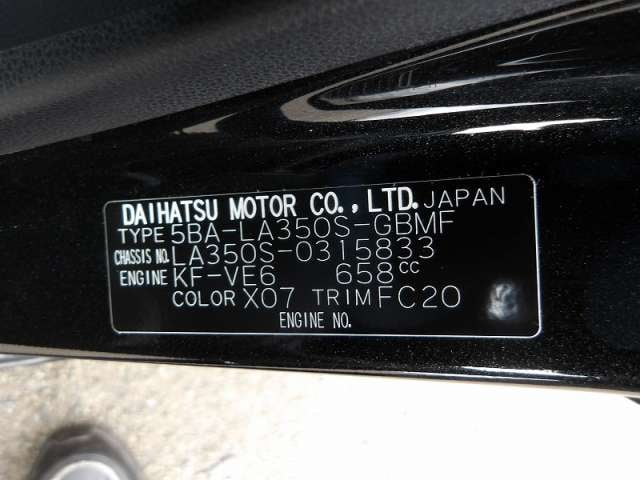 DAIHATSU MOTOR CO., LTD. JAPAN
TYPE 5BA-LA350S-GBMF
CHASSIS NO. LA350S-0315833
ENGINE KF-VE6 658cc
COLOR X07 TRIM FC20
ENGINE NO.